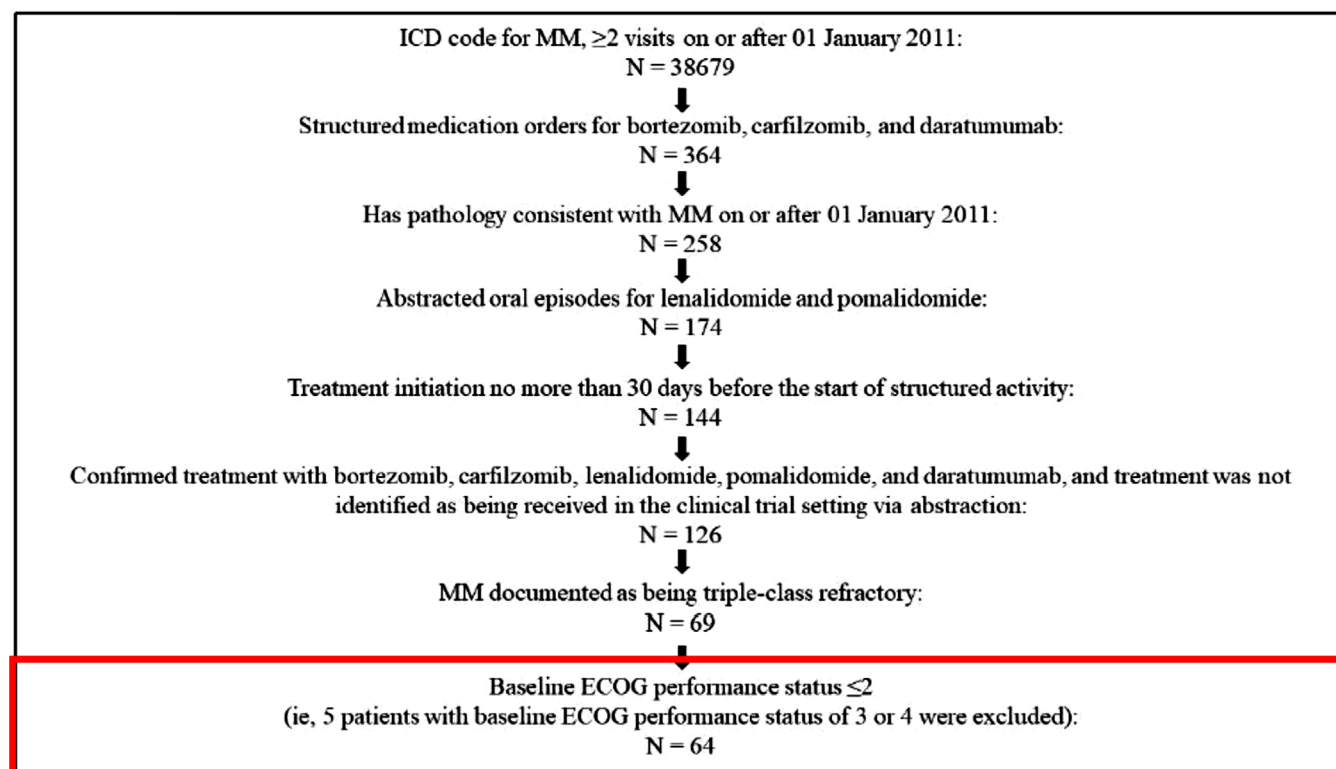 ICD code for MM, ≥2 visits on or after 01 January 2011:
N = 38679
Structured medication orders for bortezomib, carfilzomib, and daratumumab:
N = 364
Has pathology consistent with MM on or after 01 January 2011:
N = 258
Abstracted oral episodes for lenalidomide and pomalidomide:
N = 174
Treatment initiation no more than 30 days before the start of structured activity:
N = 144
Confirmed treatment with bortezomib, carfilzomib, lenalidomide, pomalidomide, and daratumumab, and treatment was not
identified as being received in the clinical trial setting via abstraction:
N = 126
MM documented as being triple-class refractory:
N = 69
Baseline ECOG performance status ≤2
(ie, 5 patients with baseline ECOG performance status of 3 or 4 were excluded):
N = 64